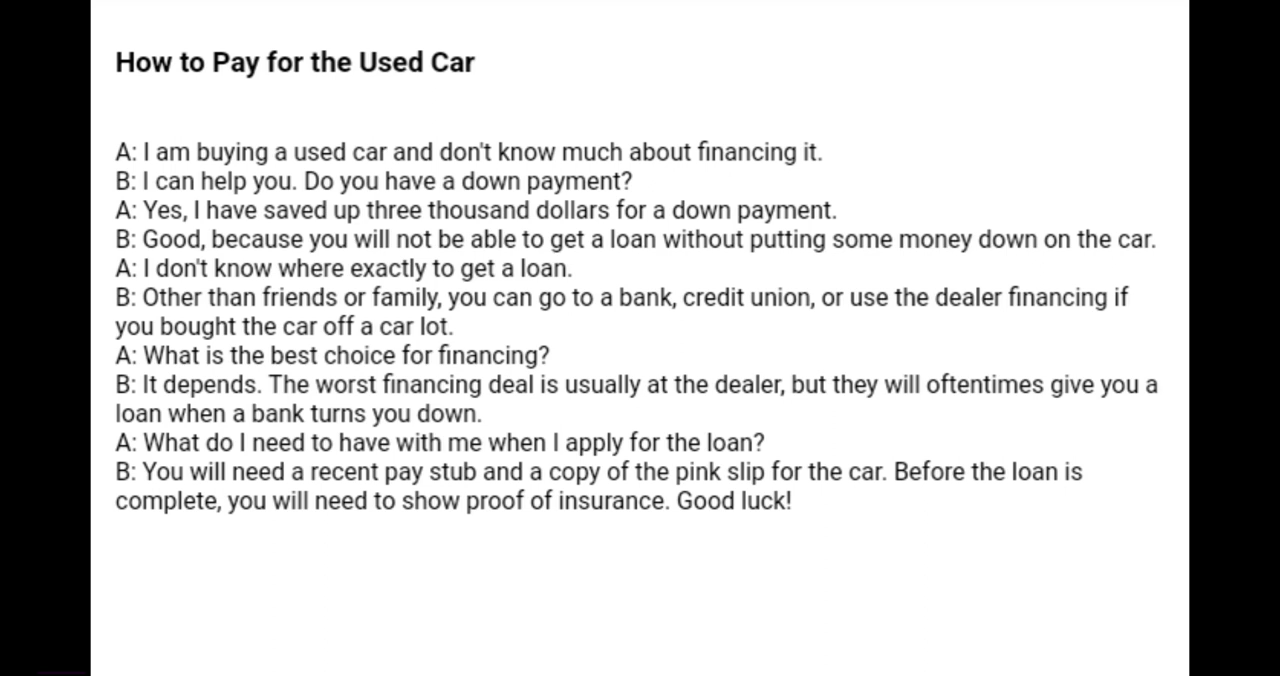 How to Pay for the Used Car
A: I am buying a used car and don't know much about financing it.
B: I can help you. Do you have a down payment?
A: Yes, I have saved up three thousand dollars for a down payment.
B: Good, because you will not be able to get a loan without putting some money down on the car.
A: I don't know where exactly to get a loan.
B: Other than friends or family, you can go to a bank, credit union, or use the dealer financing if
you bought the car off a car lot.
A: What is the best choice for financing?
B: It depends. The worst financing deal is usually at the dealer, but they will oftentimes give you a
loan when a bank turns you down.
A: What do I need to have with me when I apply for the loan?
B: You will need a recent pay stub and a copy of the pink slip for the car. Before the loan is
complete, you will need to show proof of insurance. Good luck!